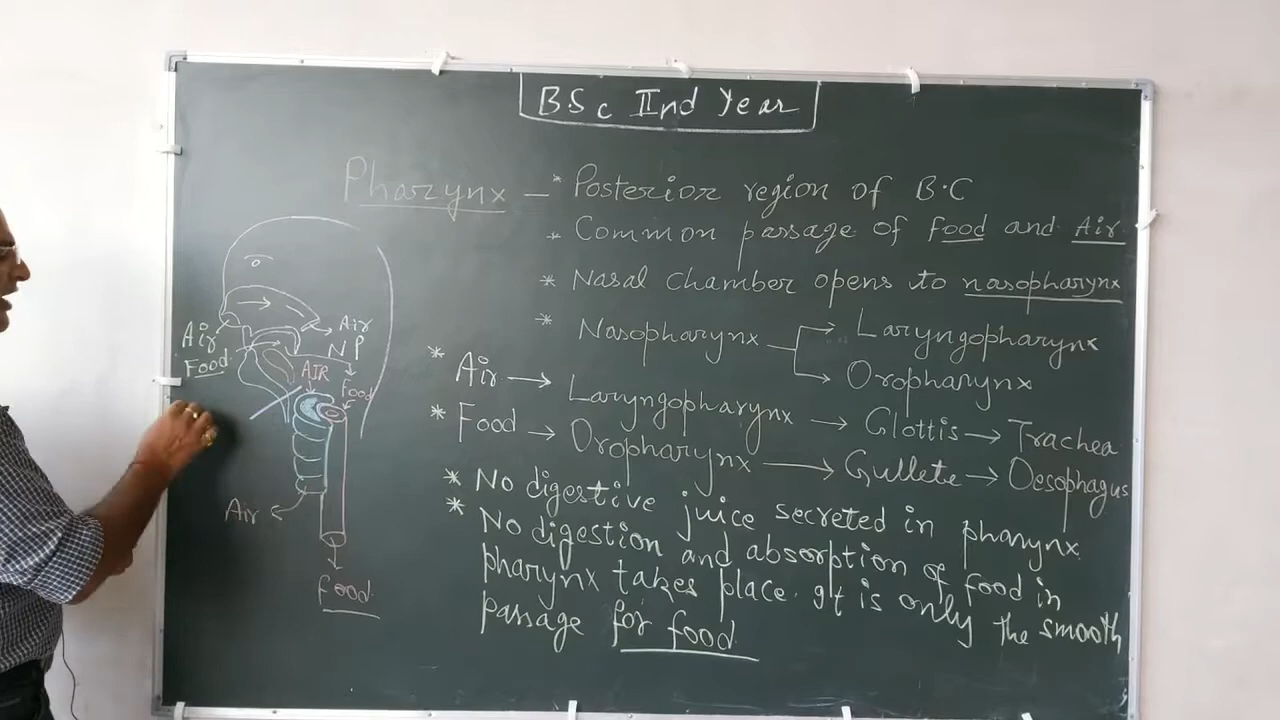 BSc IInd Year
Pharynx - * Posterior region of B.C
* Common passage of food and Air.
* Nasal chamber opens to nasopharynx
* Nasopharynx → Laryngopharynx
→ Oropharynx
* Air → Laryngopharynx → Glottis → Trachea
* Food → Oropharynx → Gullete → Oesophagus
* No digestive juice secreted in pharynx
* No digestion and absorption of food in
pharynx takes place. It is only the smooth
passage for food.
Air
Food
Air
NP
AIR
Food
Air
food